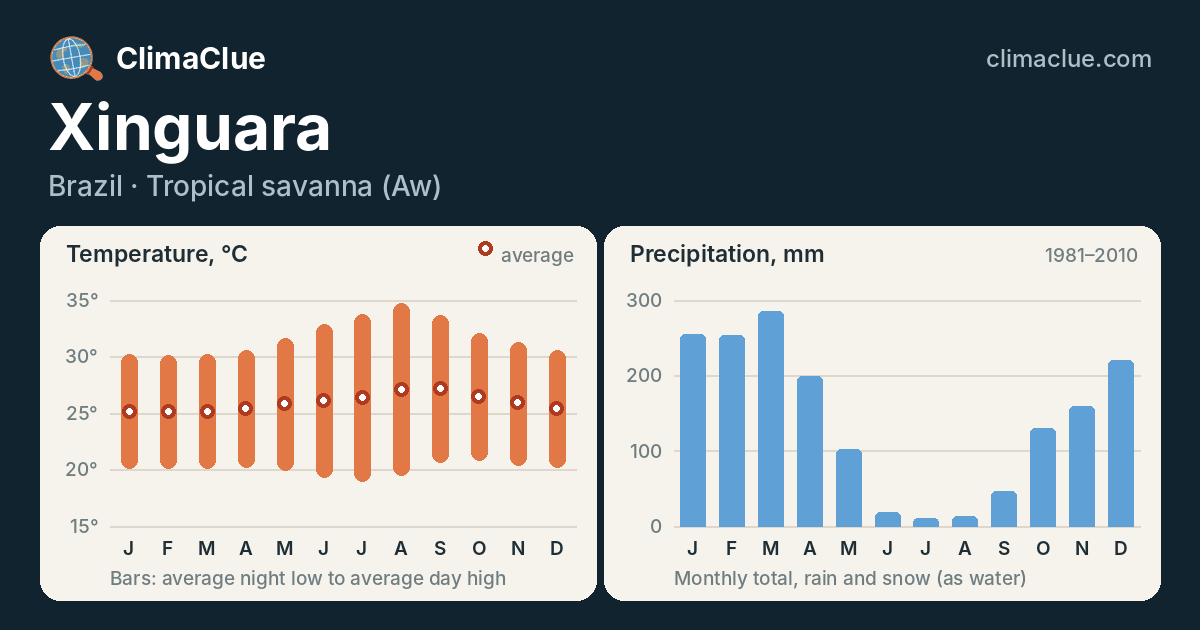 ClimaClue
climaclue.com
Xinguara
Brazil · Tropical savanna (Aw)
Temperature, °C
average
35°
30°
25°
20°
15°
J F M A M J J A S O N D
Bars: average night low to average day high
Precipitation, mm
1981–2010
300
200
100
0
J F M A M J J A S O N D
Monthly total, rain and snow (as water)